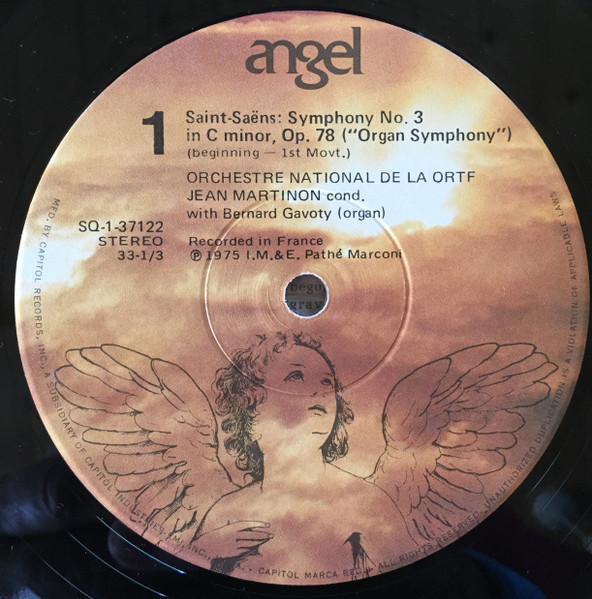 angel
1
Saint-Saëns: Symphony No. 3
in C minor, Op. 78 ("Organ Symphony")
(beginning — 1st Movt.)
ORCHESTRE NATIONAL DE LA ORTF
JEAN MARTINON cond.
with Bernard Gavoty (organ)
SQ-1-37122
STEREO
33-1/3
Recorded in France
℗ 1975 I.M.&E. Pathé Marconi
begu
grav
MFD. BY CAPITOL RECORDS, INC., A SUBSIDIARY OF CAPITOL INDUSTRIES-EMI, INC., CAPITOL MARCA REG. ALL RIGHTS RESERVED. UNAUTHORIZED DUPLICATION IS A VIOLATION OF APPLICABLE LAWS